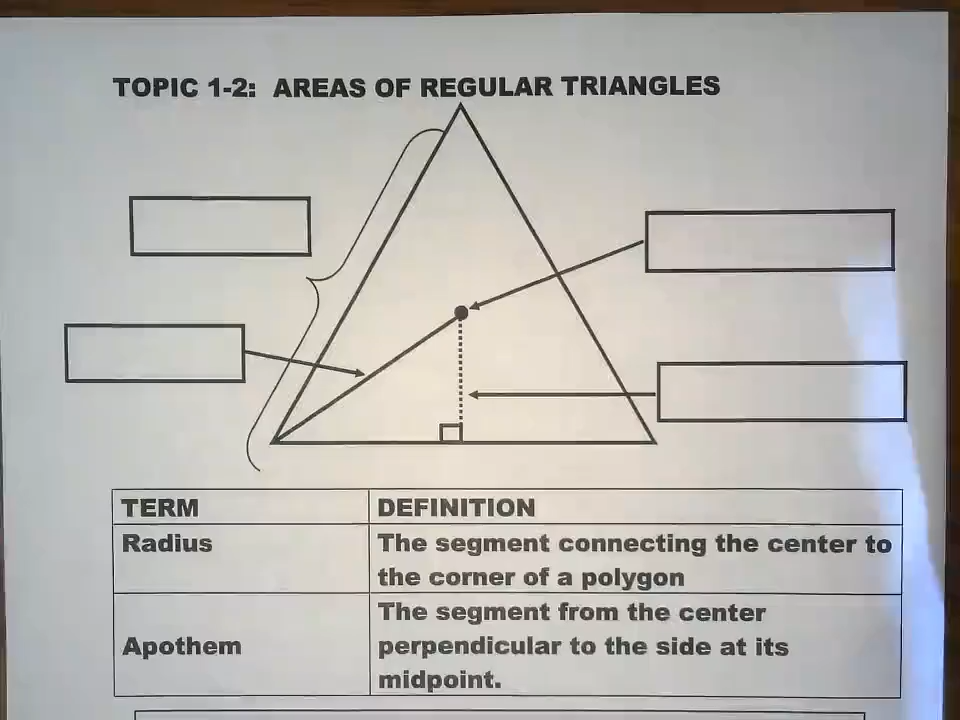 TOPIC 1-2: AREAS OF REGULAR TRIANGLES
TERM DEFINITION
Radius The segment connecting the center to
the corner of a polygon
The segment from the center
Apothem perpendicular to the side at its
midpoint.